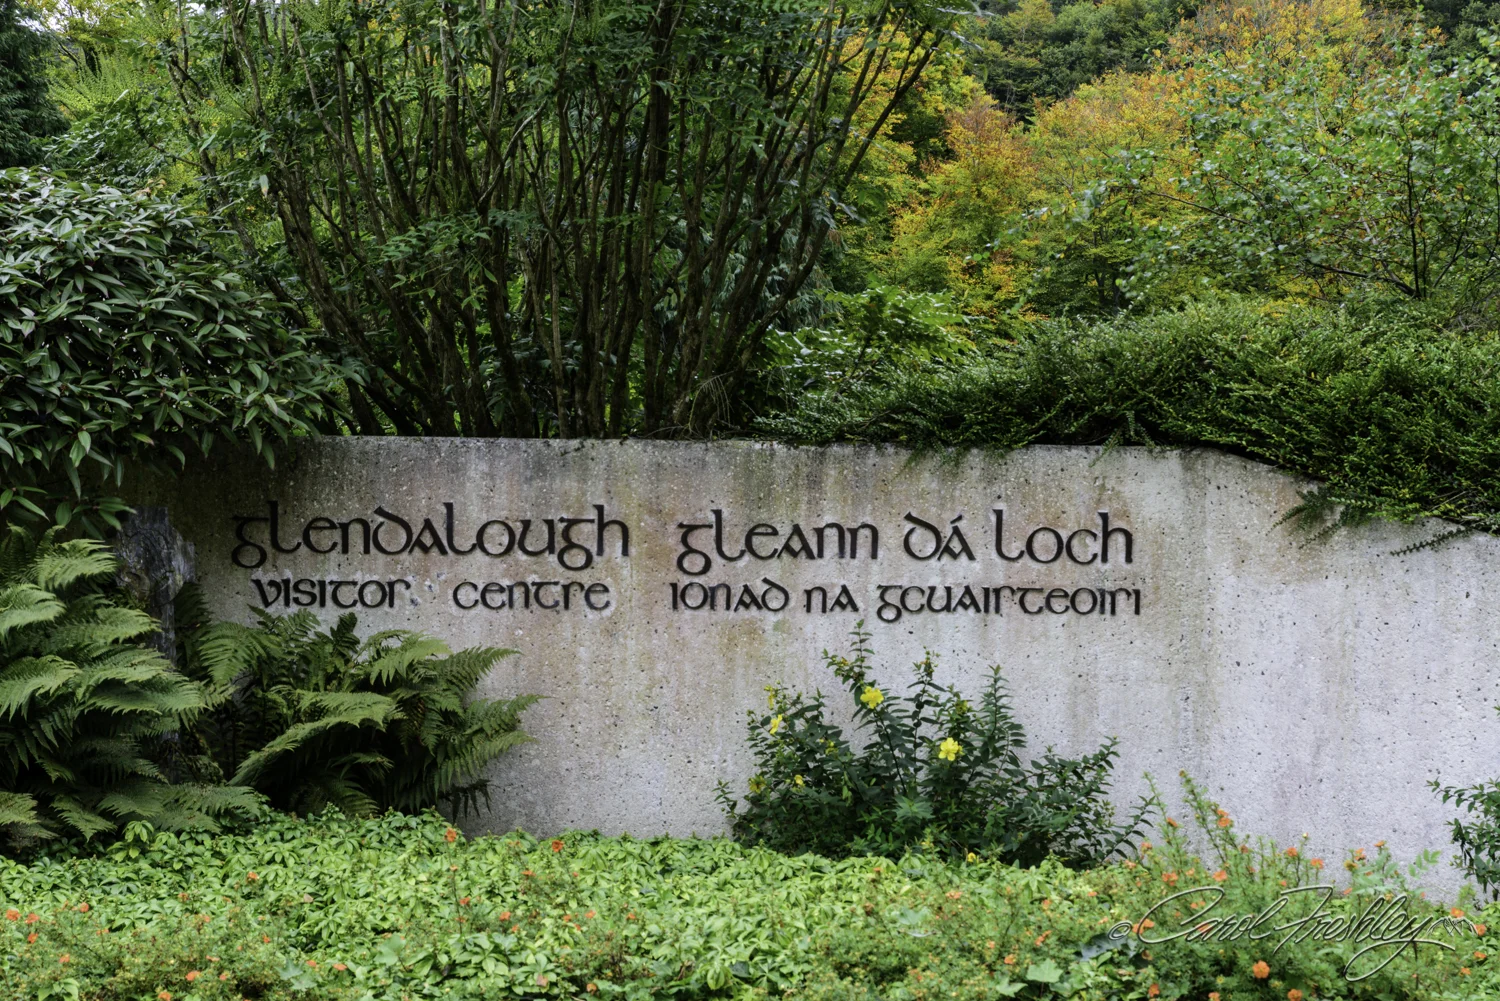 glendalough
visitor centre
gleann dá loch
ionad na gcuairteoirí
© Carol Freshley